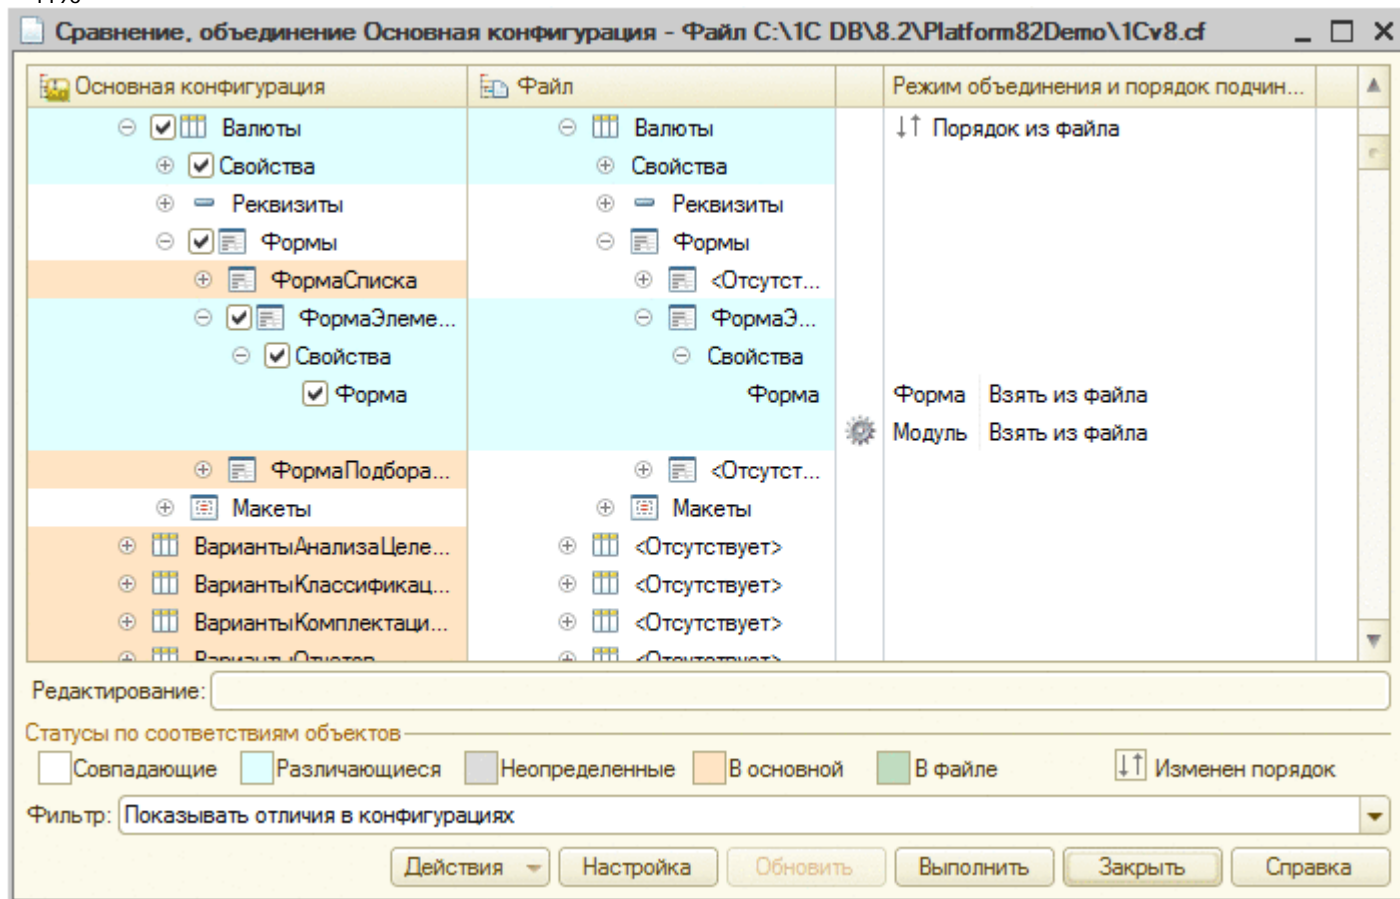 Сравнение, объединение Основная конфигурация - Файл C:\1C DB\8.2\Platform82Demo\1Cv8.cf
Основная конфигурация Файл Режим объединения и порядок подчин...
Валюты Валюты Порядок из файла
Свойства Свойства
Реквизиты Реквизиты
Формы Формы
ФормаСписка <Отсутст...
ФормаЭлеме... ФормаЭ...
Свойства Свойства
Форма Форма Форма Взять из файла
Модуль Взять из файла
ФормаПодбора... <Отсутст...
Макеты Макеты
ВариантыАнализаЦеле... <Отсутствует>
ВариантыКлассификац... <Отсутствует>
ВариантыКомплектаци... <Отсутствует>
ВариантыОтчетов <Отсутствует>
Редактирование:
Статусы по соответствиям объектов
Совпадающие Различающиеся Неопределенные В основной В файле Изменен порядок
Фильтр: Показывать отличия в конфигурациях
Действия Настройка Обновить Выполнить Закрыть Справка